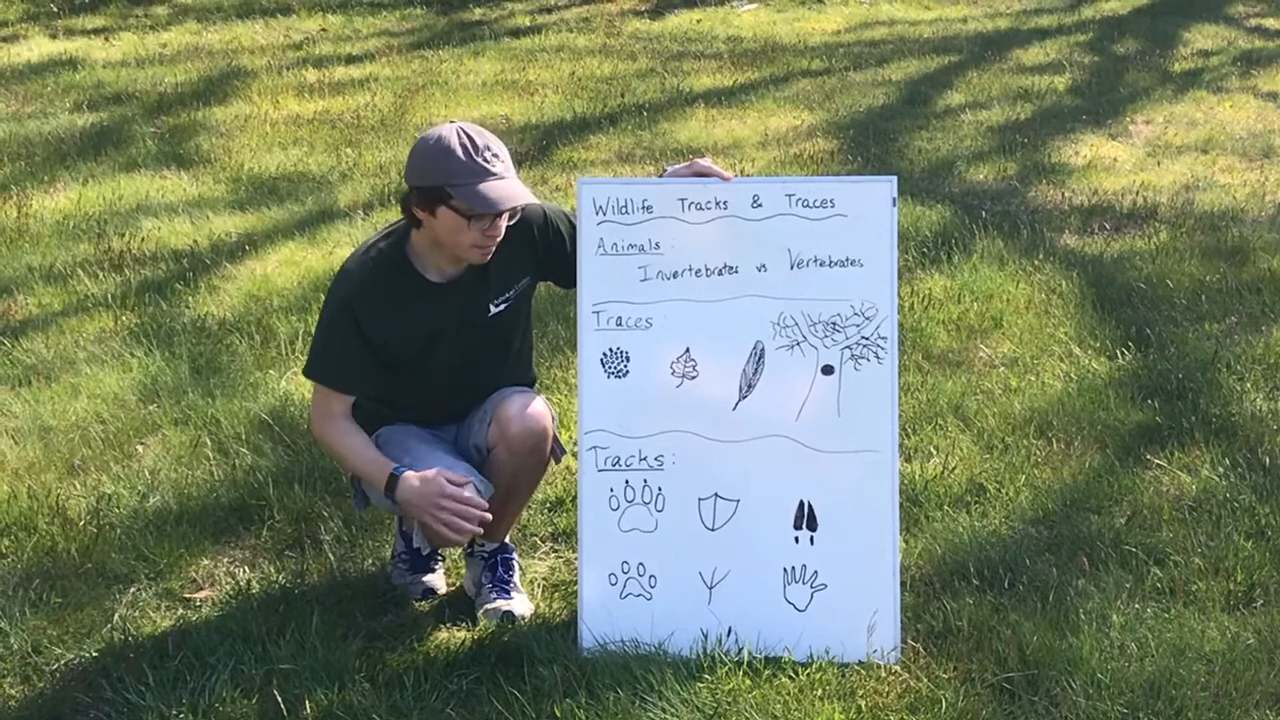 Wildlife Tracks & Traces
Animals:
Invertebrates vs Vertebrates
Traces
Tracks: